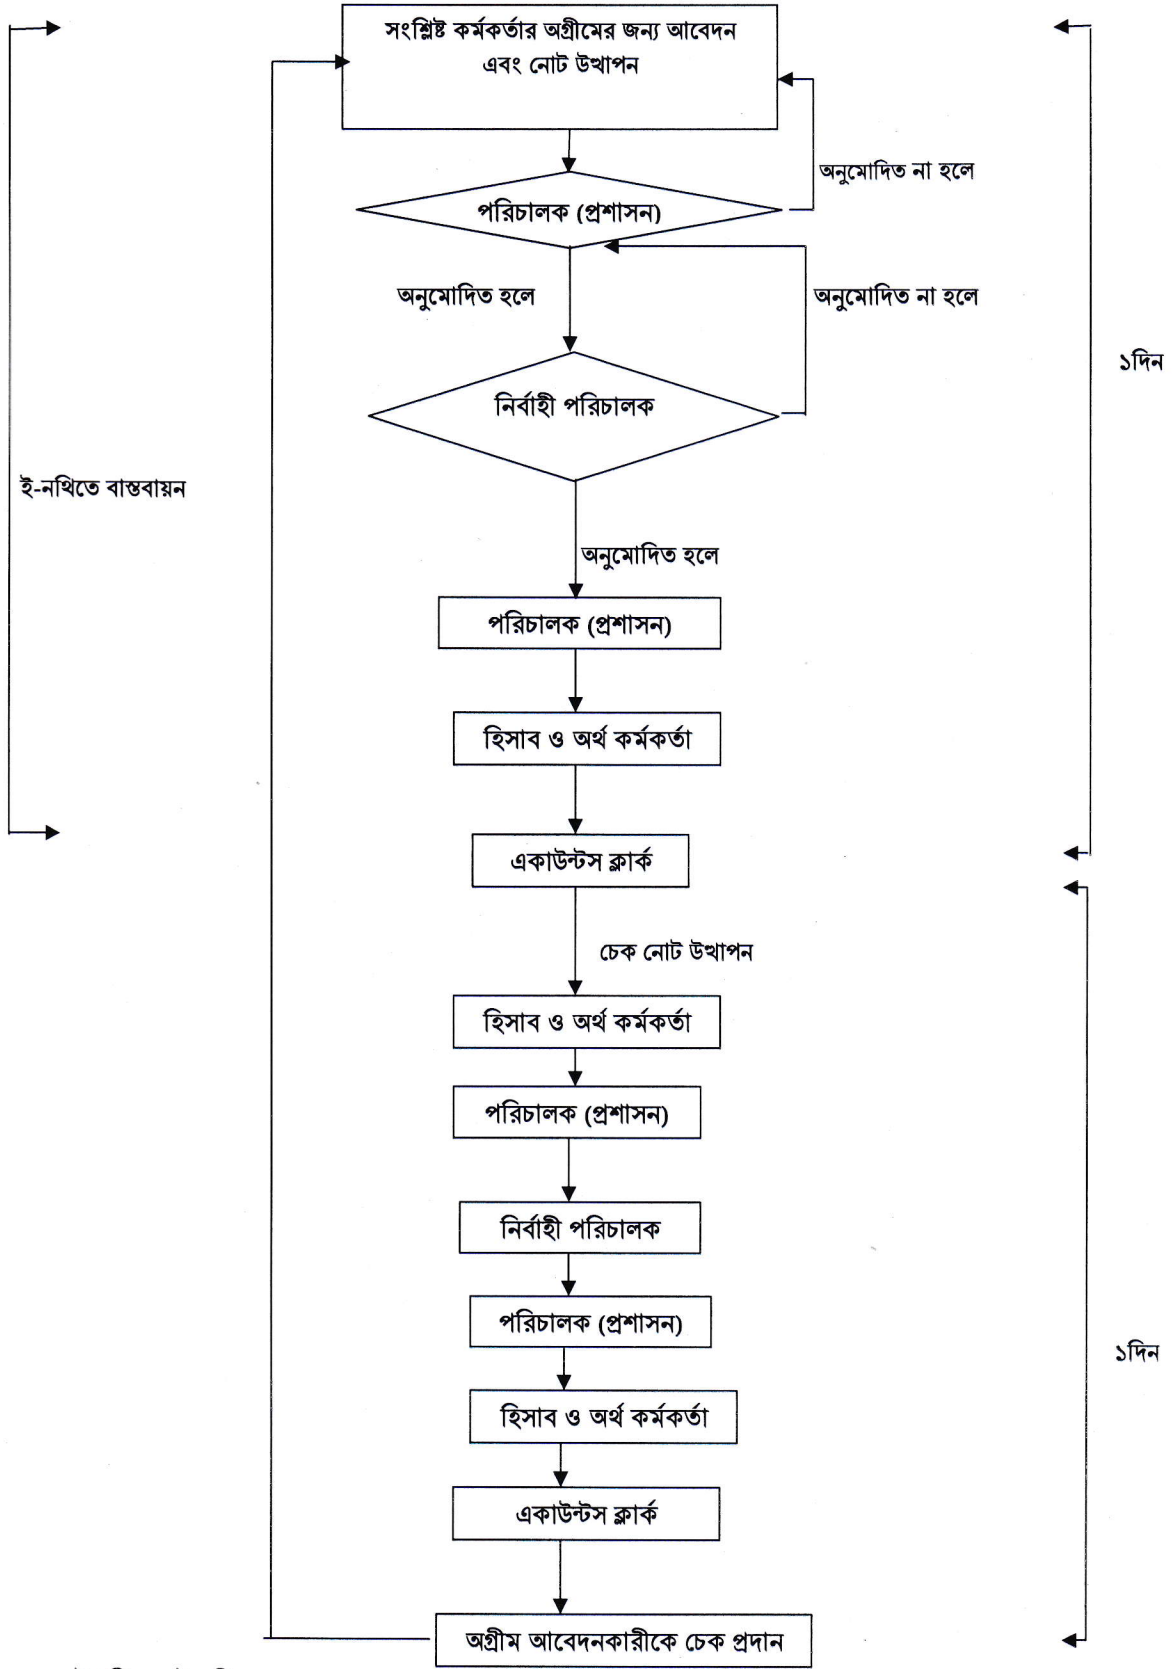 সংশ্লিষ্ট কর্মকর্তার অগ্রীমের জন্য আবেদন
এবং নোট উত্থাপন
অনুমোদিত না হলে
পরিচালক (প্রশাসন)
অনুমোদিত হলে
অনুমোদিত না হলে
১দিন
নির্বাহী পরিচালক
ই-নথিতে বাস্তবায়ন
অনুমোদিত হলে
পরিচালক (প্রশাসন)
হিসাব ও অর্থ কর্মকর্তা
একাউন্টস ক্লার্ক
চেক নোট উত্থাপন
হিসাব ও অর্থ কর্মকর্তা
পরিচালক (প্রশাসন)
নির্বাহী পরিচালক
পরিচালক (প্রশাসন)
১দিন
হিসাব ও অর্থ কর্মকর্তা
একাউন্টস ক্লার্ক
অগ্রীম আবেদনকারীকে চেক প্রদান